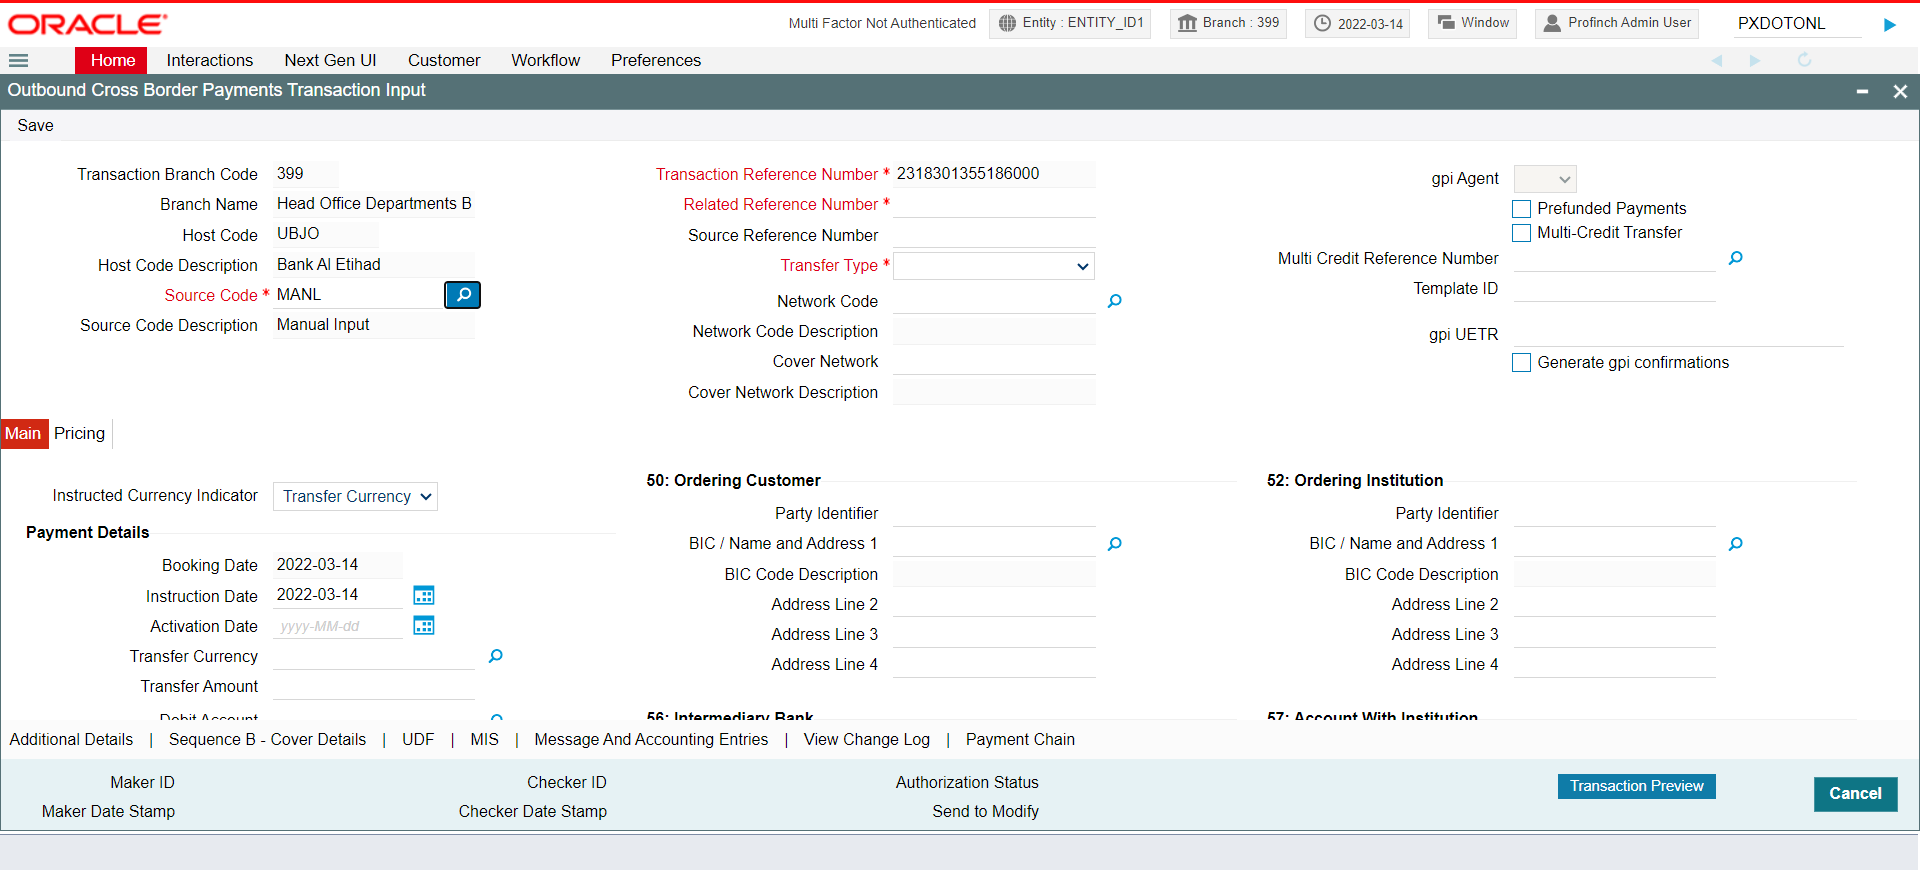 ORACLE
Multi Factor Not Authenticated
Entity : ENTITY_ID1
Branch : 399
2022-03-14
Window
Profinch Admin User
PXDOTONL
Home Interactions Next Gen UI Customer Workflow Preferences
Outbound Cross Border Payments Transaction Input
Save
Transaction Branch Code 399
Branch Name Head Office Departments B
Host Code UBJO
Host Code Description Bank Al Etihad
Source Code * MANL
Source Code Description Manual Input
Transaction Reference Number * 2318301355186000
Related Reference Number *
Source Reference Number
Transfer Type *
Network Code
Network Code Description
Cover Network
Cover Network Description
gpi Agent
Prefunded Payments
Multi-Credit Transfer
Multi Credit Reference Number
Template ID
gpi UETR
Generate gpi confirmations
Main Pricing
Instructed Currency Indicator Transfer Currency
Payment Details
Booking Date 2022-03-14
Instruction Date 2022-03-14
Activation Date yyyy-MM-dd
Transfer Currency
Transfer Amount
Debit Account
50: Ordering Customer
Party Identifier
BIC / Name and Address 1
BIC Code Description
Address Line 2
Address Line 3
Address Line 4
56: Intermediary Bank
52: Ordering Institution
Party Identifier
BIC / Name and Address 1
BIC Code Description
Address Line 2
Address Line 3
Address Line 4
57: Account With Institution
Additional Details | Sequence B - Cover Details | UDF | MIS | Message And Accounting Entries | View Change Log | Payment Chain
Maker ID
Maker Date Stamp
Checker ID
Checker Date Stamp
Authorization Status
Send to Modify
Transaction Preview
Cancel